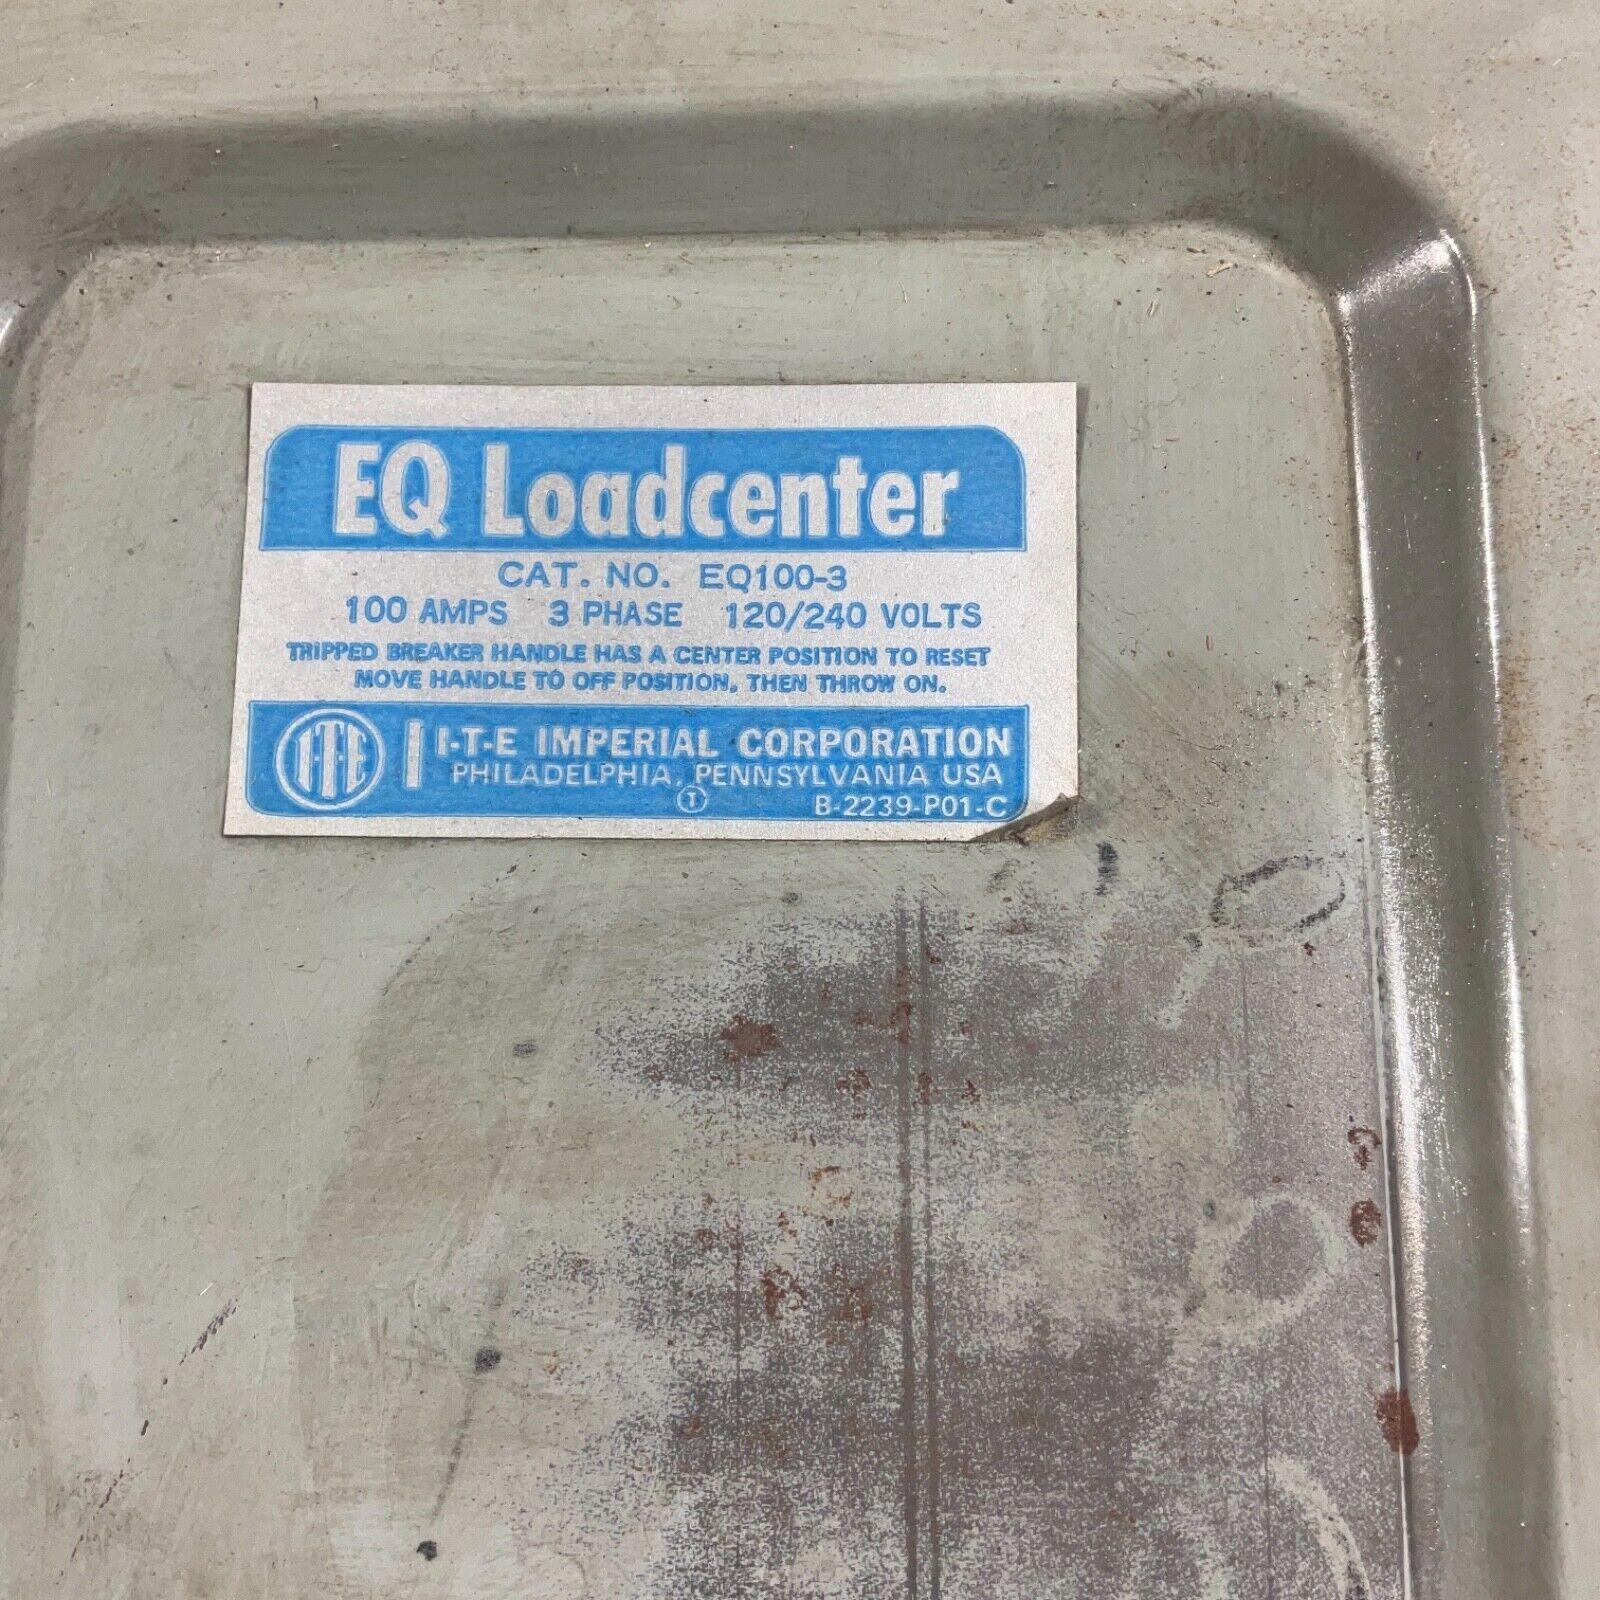 EQ Loadcenter
CAT. NO. EQ100-3
100 AMPS 3 PHASE 120/240 VOLTS
TRIPPED BREAKER HANDLE HAS A CENTER POSITION TO RESET
MOVE HANDLE TO OFF POSITION, THEN THROW ON.
I-T-E
I-T-E IMPERIAL CORPORATION
PHILADELPHIA, PENNSYLVANIA USA
T
B-2239-P01-C